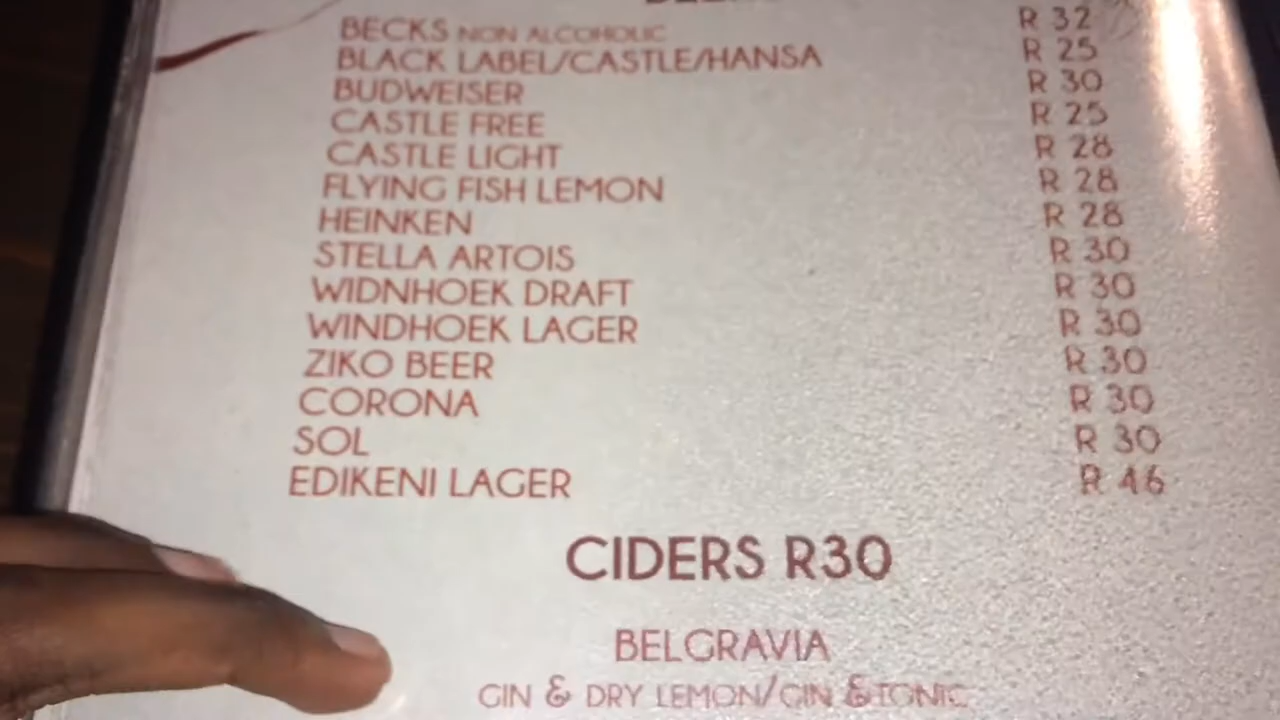 BECKS NON ALCOHOLIC R 32
BLACK LABEL/CASTLE/HANSA R 25
BUDWEISER R 30
CASTLE FREE R 25
CASTLE LIGHT R 28
FLYING FISH LEMON R 28
HEINKEN R 28
STELLA ARTOIS R 30
WIDNHOEK DRAFT R 30
WINDHOEK LAGER R 30
ZIKO BEER R 30
CORONA R 30
SOL R 30
EDIKENI LAGER R 46
CIDERS R30
BELGRAVIA
GIN & DRY LEMON/GIN & TONIC